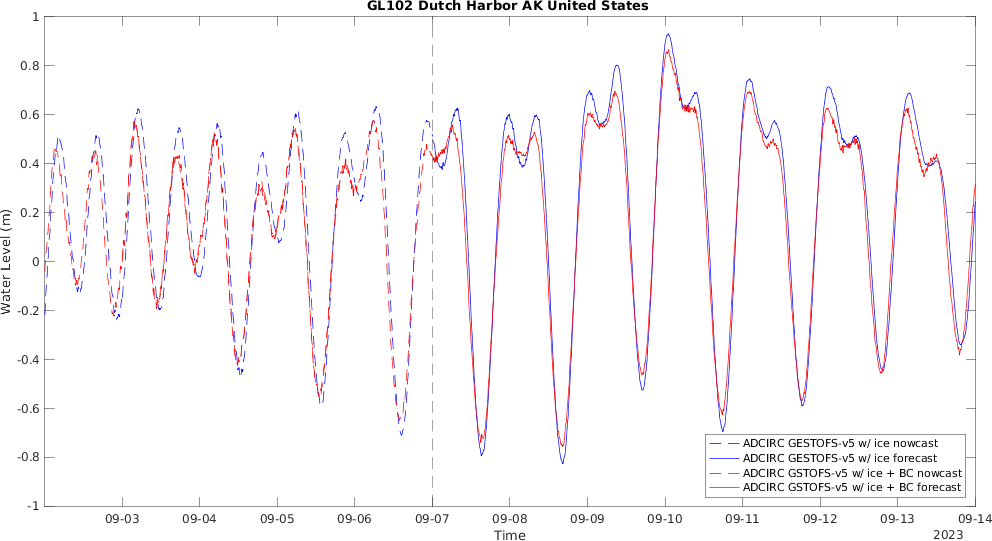 GL102 Dutch Harbor AK United States
1
0.8
0.6
0.4
0.2
0
-0.2
-0.4
-0.6
-0.8
-1
Water Level (m)
ADCIRC GESTOFS-v5 w/ ice nowcast
ADCIRC GESTOFS-v5 w/ ice forecast
ADCIRC GSTOFS-v5 w/ ice + BC nowcast
ADCIRC GSTOFS-v5 w/ ice + BC forecast
09-03 09-04 09-05 09-06 09-07 09-08 09-09 09-10 09-11 09-12 09-13 09-14
Time
2023